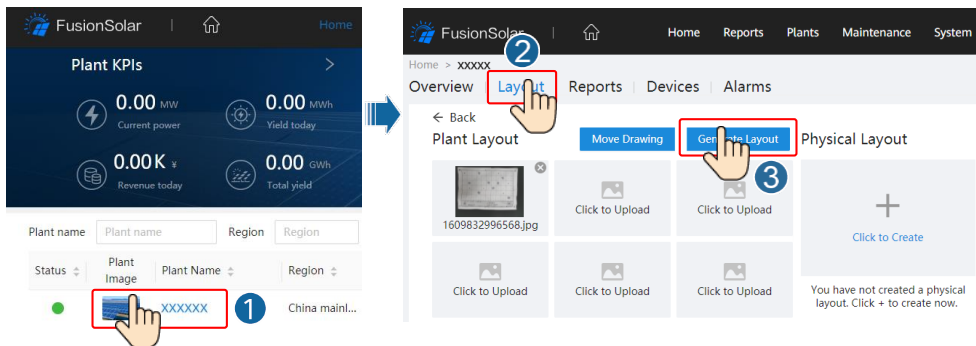 FusionSolar
Home
Plant KPIs >
0.00 MW
Current power
0.00 MWh
Yield today
0.00K ¥
Revenue today
0.00 GWh
Total yield
Plant name Plant name Region Region
Status Plant Image Plant Name Region
XXXXXX China mainl...
1
FusionSolar
Home Reports Plants Maintenance System
Home > XXXXX
2
Overview Layout Reports Devices Alarms
← Back
Plant Layout Move Drawing Generate Layout Physical Layout
3
1609832996568.jpg
Click to Upload
Click to Upload
Click to Create
Click to Upload
Click to Upload
Click to Upload
You have not created a physical
layout. Click + to create now.